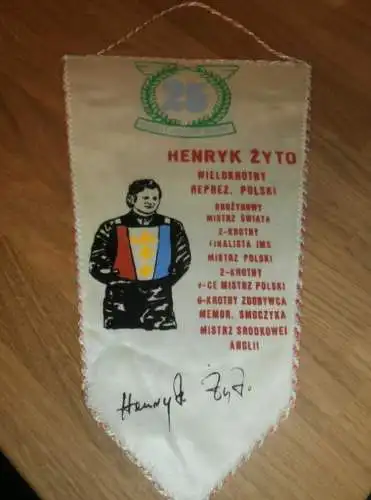 25
HENRYK ŻYTO
WIELOKROTNY
REPREZ. POLSKI
DRUŻYNOWY
MISTRZ ŚWIATA
2-KROTNY
FINALISTA IMŚ
MISTRZ POLSKI
2-KROTNY
V-CE MISTRZ POLSKI
6-KROTNY ZDOBYWCA
MEMOR. SMOCZYKA
MISTRZ ŚRODKOWEJ
ANGLII
Henryk Żyto